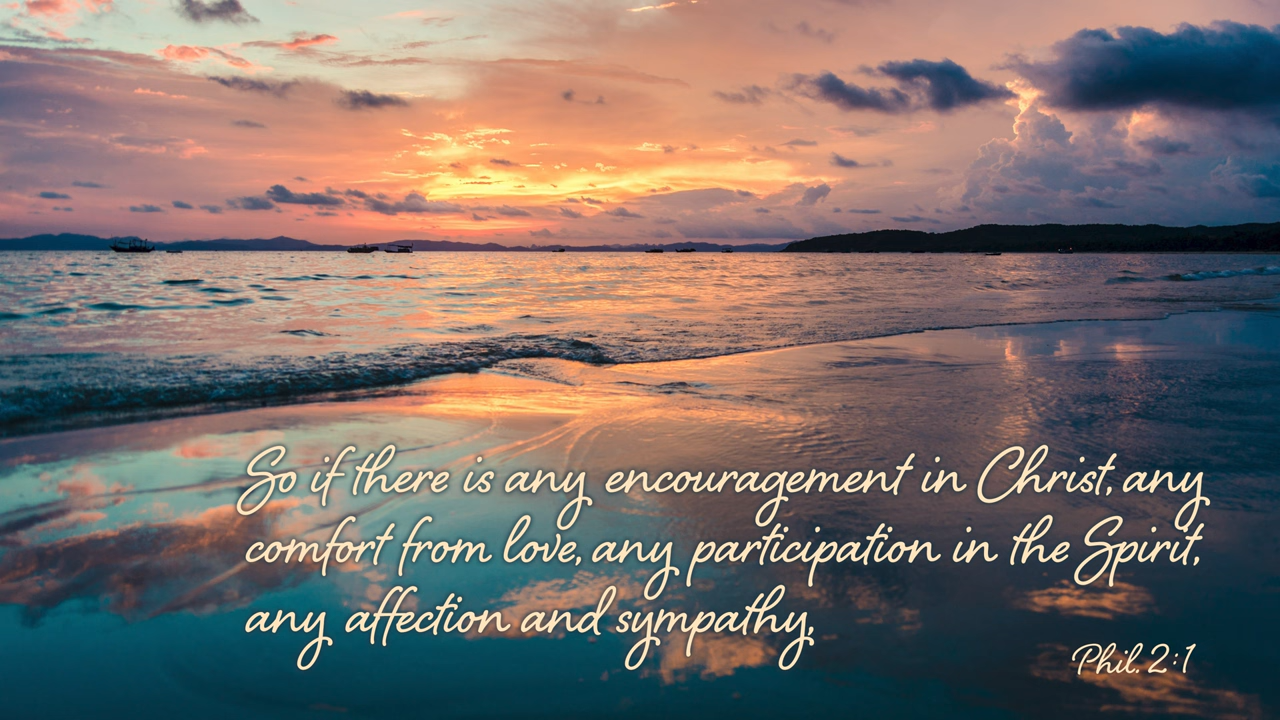 So if there is any encouragement in Christ, any
comfort from love, any participation in the Spirit,
any affection and sympathy,
Phil. 2:1